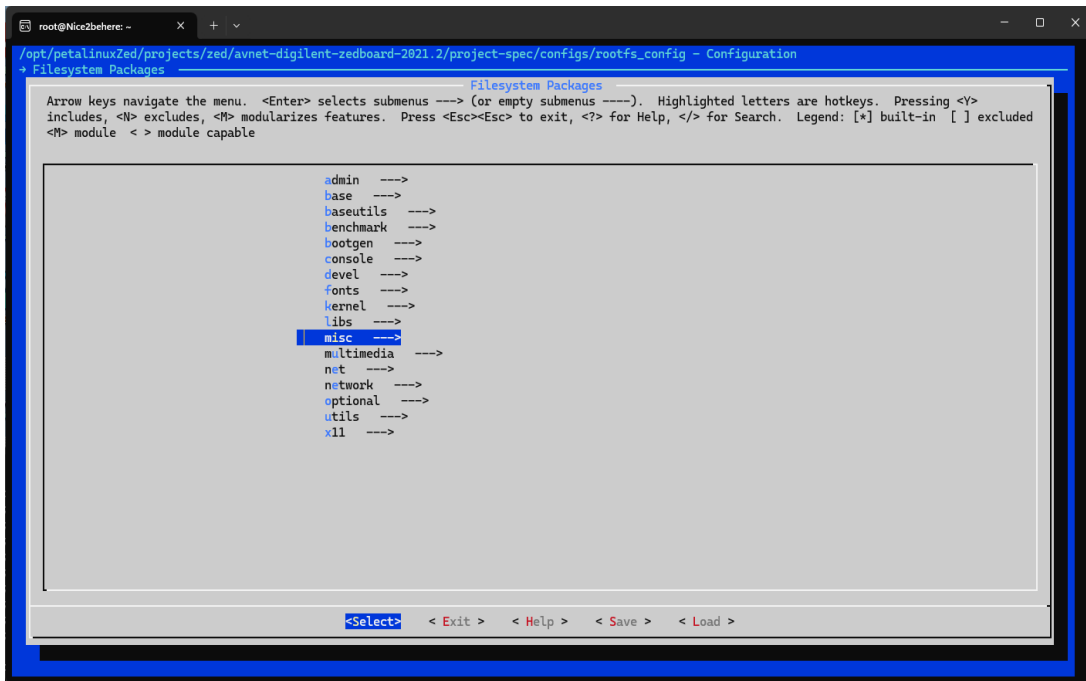 root@Nice2behere: ~
/opt/petalinuxZed/projects/zed/avnet-digilent-zedboard-2021.2/project-spec/configs/rootfs_config - Configuration
→ Filesystem Packages
Filesystem Packages
Arrow keys navigate the menu.  <Enter> selects submenus ---> (or empty submenus ----).  Highlighted letters are hotkeys.  Pressing <Y>
includes, <N> excludes, <M> modularizes features.  Press <Esc><Esc> to exit, <?> for Help, </> for Search.  Legend: [*] built-in  [ ] excluded
<M> module  < > module capable
admin  --->
base  --->
baseutils  --->
benchmark  --->
bootgen  --->
console  --->
devel  --->
fonts  --->
kernel  --->
libs  --->
misc  --->
multimedia  --->
net  --->
network  --->
optional  --->
utils  --->
x11  --->
<Select>    < Exit >    < Help >    < Save >    < Load >